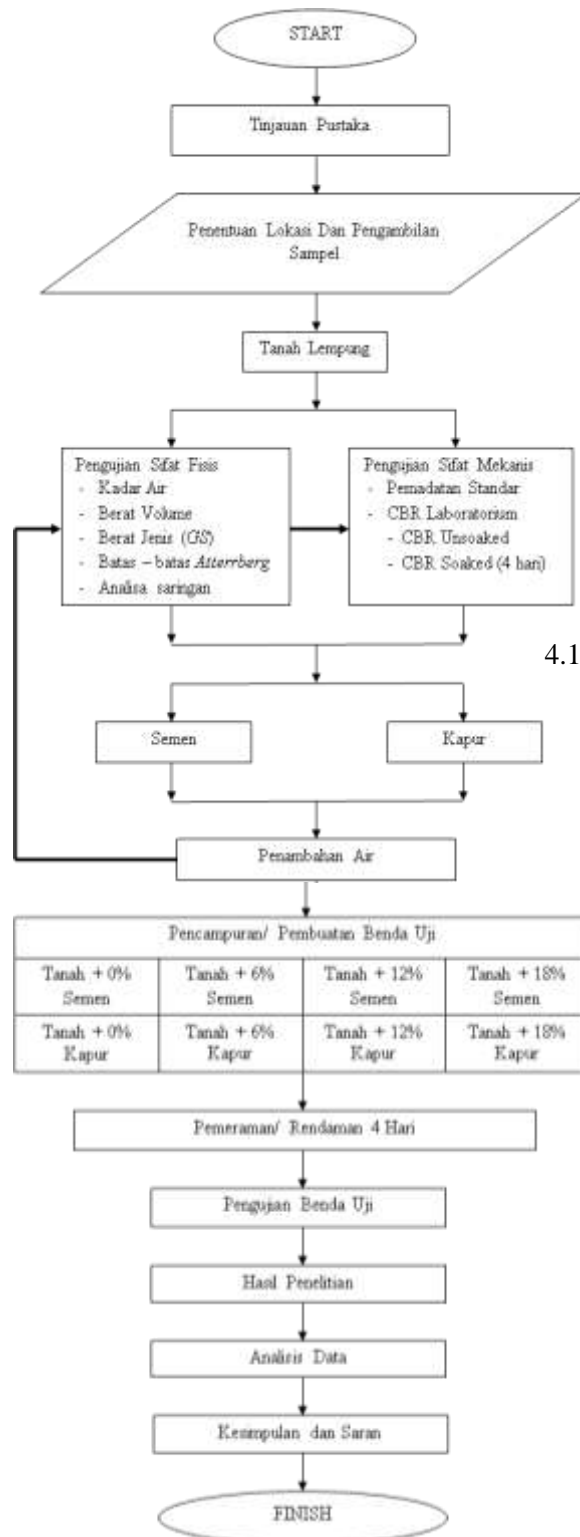 START
Tinjauan Pustaka
Penentuan Lokasi Dan Pengambilan
Sampel
Tanah Lempung
Pengujian Sifat Fisis
- Kadar Air
- Berat Volume
- Berat Jenis (GS)
- Batas – batas Atterrberg
- Analisa saringan
Pengujian Sifat Mekanis
- Pemadatan Standar
- CBR Laboratorium
- CBR Unsoaked
- CBR Soaked (4 hari)
4.1
Semen
Kapur
Penambahan Air
Pencampuran/ Pembuatan Benda Uji
Tanah + 0%
Semen
Tanah + 6%
Semen
Tanah + 12%
Semen
Tanah + 18%
Semen
Tanah + 0%
Kapur
Tanah + 6%
Kapur
Tanah + 12%
Kapur
Tanah + 18%
Kapur
Pemeraman/ Rendaman 4 Hari
Pengujian Benda Uji
Hasil Penelitian
Analisis Data
Kesimpulan dan Saran
FINISH